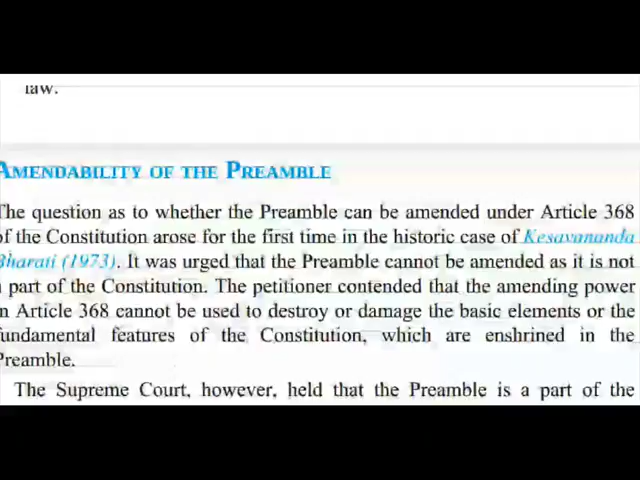 law.
AMENDABILITY OF THE PREAMBLE
The question as to whether the Preamble can be amended under Article 368
of the Constitution arose for the first time in the historic case of Kesavananda
Bharati (1973). It was urged that the Preamble cannot be amended as it is not
a part of the Constitution. The petitioner contended that the amending power
in Article 368 cannot be used to destroy or damage the basic elements or the
fundamental features of the Constitution, which are enshrined in the
Preamble.
The Supreme Court, however, held that the Preamble is a part of the